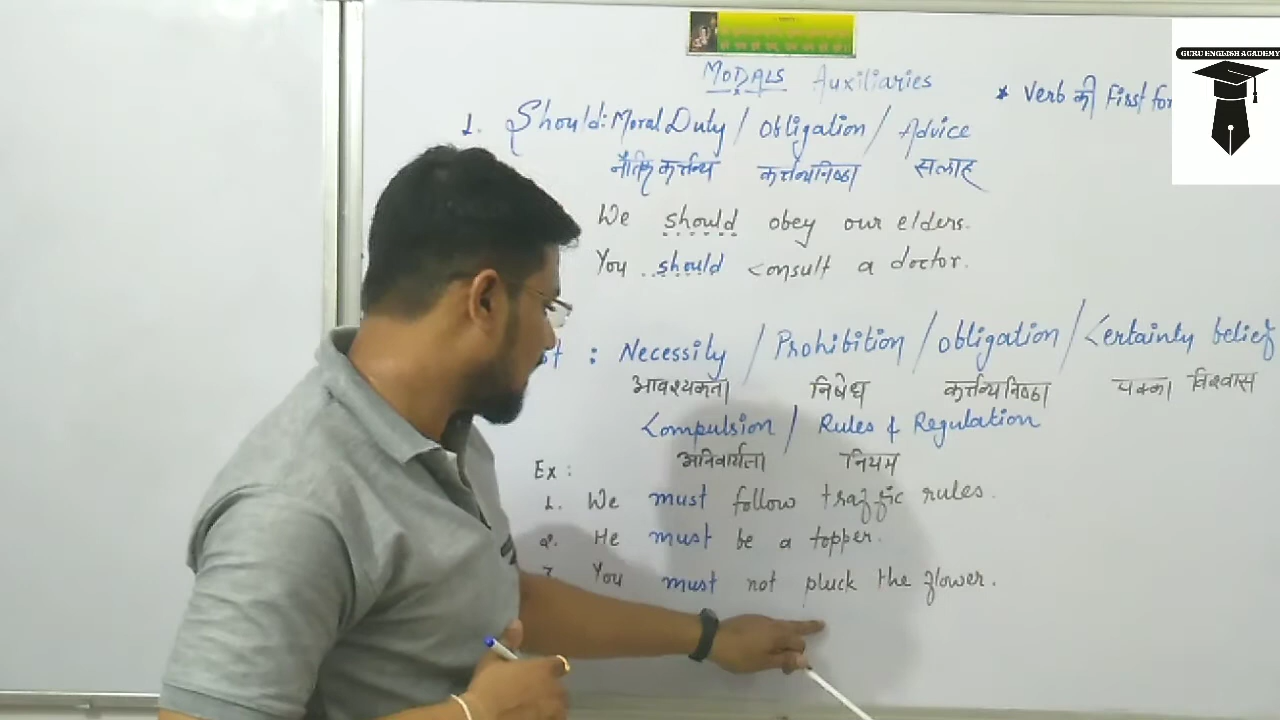 MODALS Auxiliaries
* Verb की First for
GURU ENGLISH ACADEMY
1. Should: Moral Duty / Obligation / Advice
नैतिक कर्त्तव्य कर्त्तव्यनिष्ठा सलाह
We should obey our elders.
You should consult a doctor.
st : Necessity / Prohibition / obligation / Certainty belief
आवश्यकता निषेध कर्त्तव्यनिष्ठा पक्का विश्वास
Compulsion / Rules & Regulation
अनिवार्यता नियम
Ex :
1. We must follow traffic rules.
2. He must be a topper.
You must not pluck the flower.